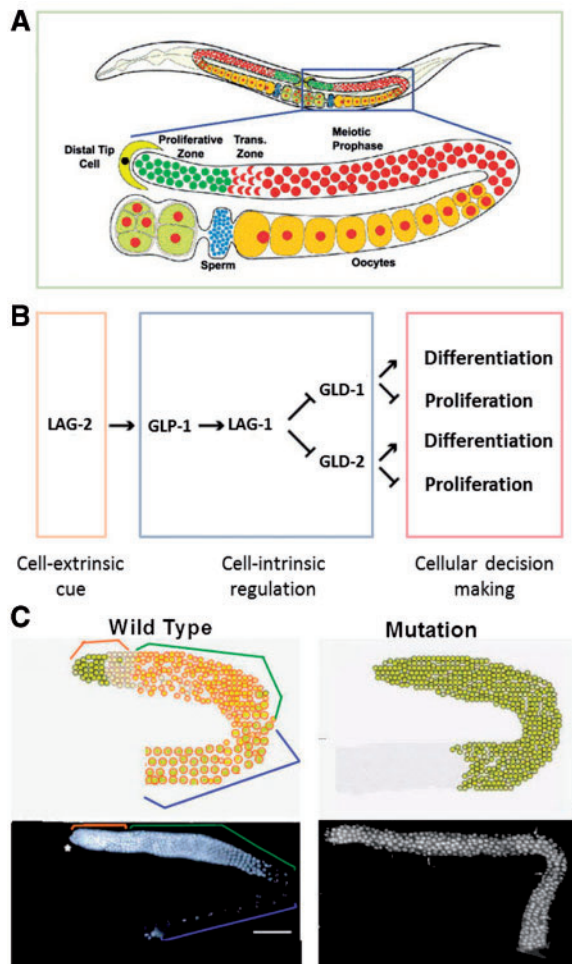 A
Proliferative Trans. Meiotic
Distal Tip Zone Zone Prophase
Cell
Sperm Oocytes
B
LAG-2 GLP-1 LAG-1 GLD-1 GLD-2
Differentiation
Proliferation
Differentiation
Proliferation
Cell-extrinsic Cell-intrinsic Cellular decision
cue regulation making
C
Wild Type Mutation
*